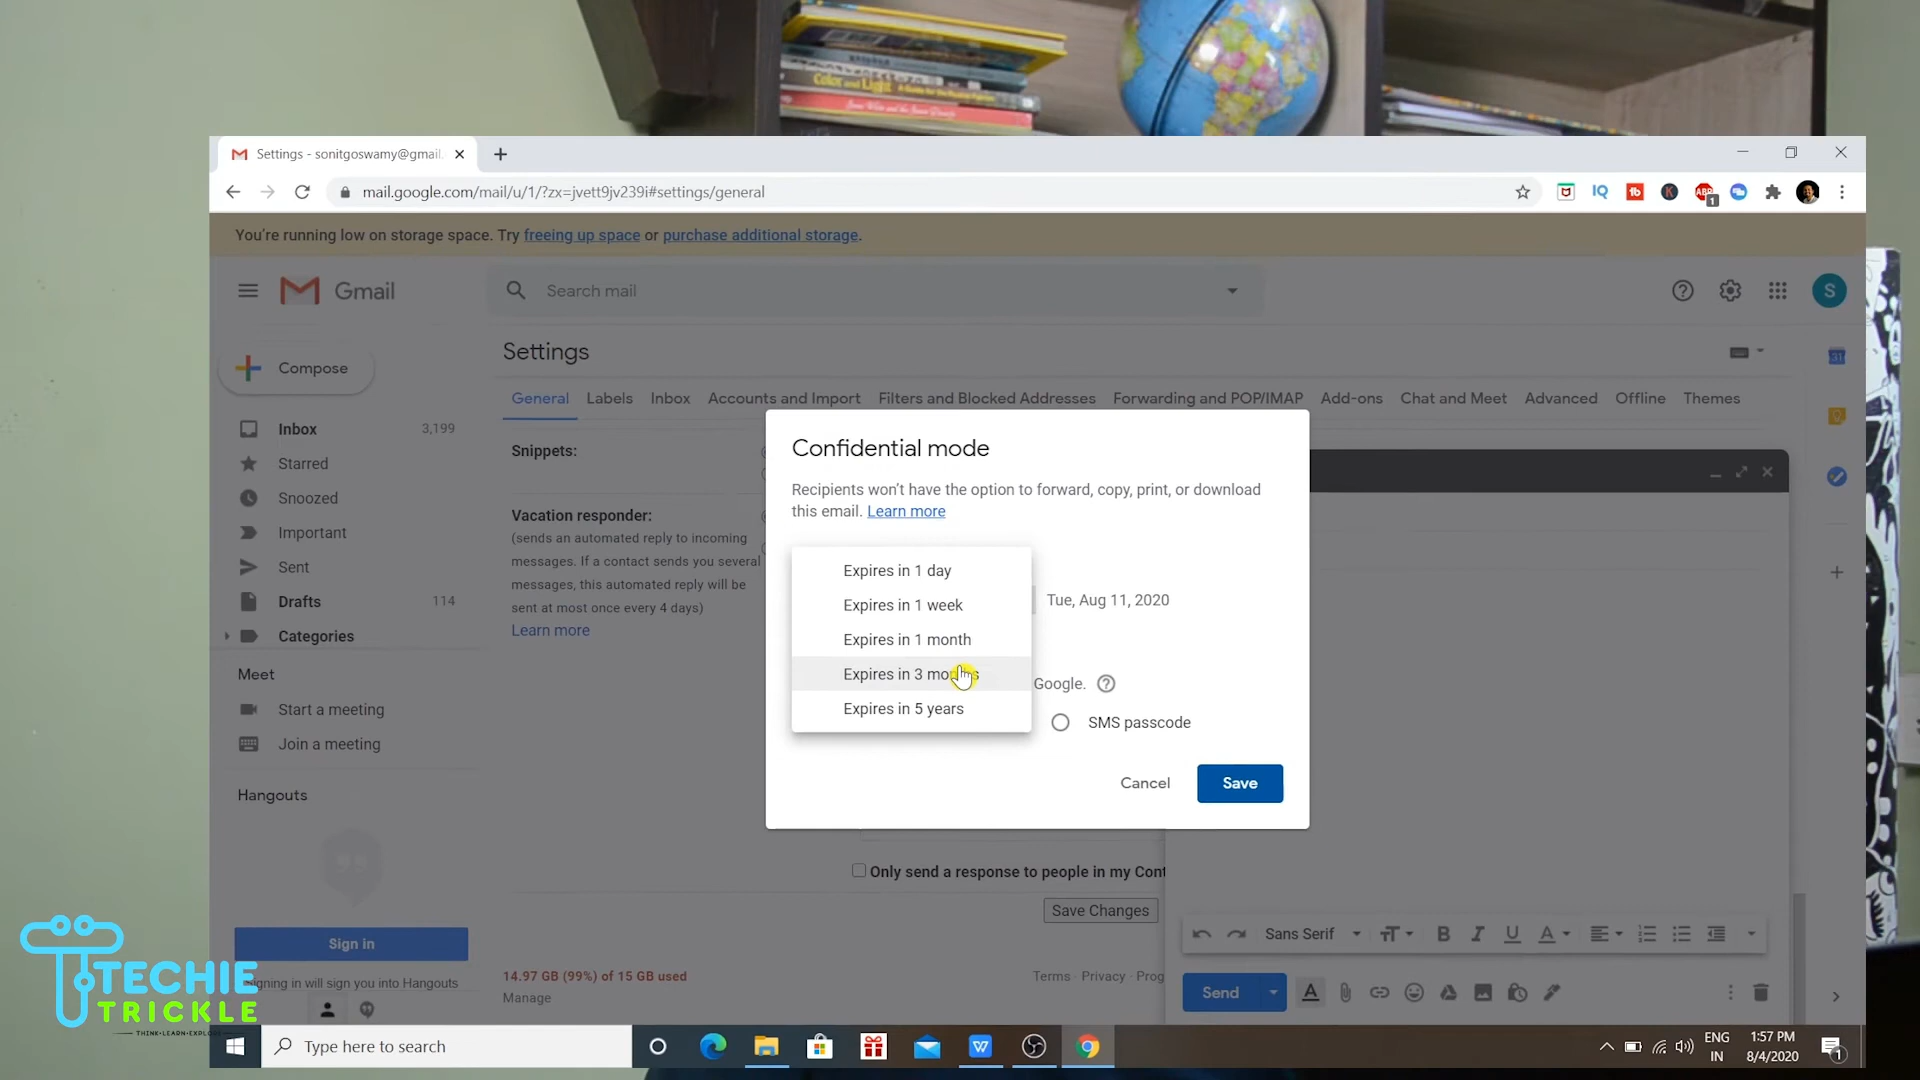 Color and Light
Settings - sonitgoswamy@gmail.
mail.google.com/mail/u/1/?zx=jvett9jv239i#settings/general
You're running low on storage space. Try freeing up space or purchase additional storage.
Gmail
Search mail
S
Compose
Settings
General Labels Inbox Accounts and Import Filters and Blocked Addresses Forwarding and POP/IMAP Add-ons Chat and Meet Advanced Offline Themes
Inbox 3,199
Starred
Snoozed
Important
Sent
Drafts 114
Categories
Meet
Start a meeting
Join a meeting
Hangouts
Sign in
Signing in will sign you into Hangouts
Snippets:
Vacation responder:
(sends an automated reply to incoming
messages. If a contact sends you several
messages, this automated reply will be
sent at most once every 4 days)
Learn more
Confidential mode
Recipients won't have the option to forward, copy, print, or download
this email. Learn more
Expires in 1 day
Expires in 1 week
Expires in 1 month
Expires in 3 months
Expires in 5 years
Tue, Aug 11, 2020
Google.
SMS passcode
Cancel Save
Only send a response to people in my Cont
Save Changes
14.97 GB (99%) of 15 GB used
Manage
Terms · Privacy · Prog
Sans Serif
Send
TECHIE
TRICKLE
THINK•LEARN•EXPLORE
Type here to search
ENG
IN
1:57 PM
8/4/2020
1